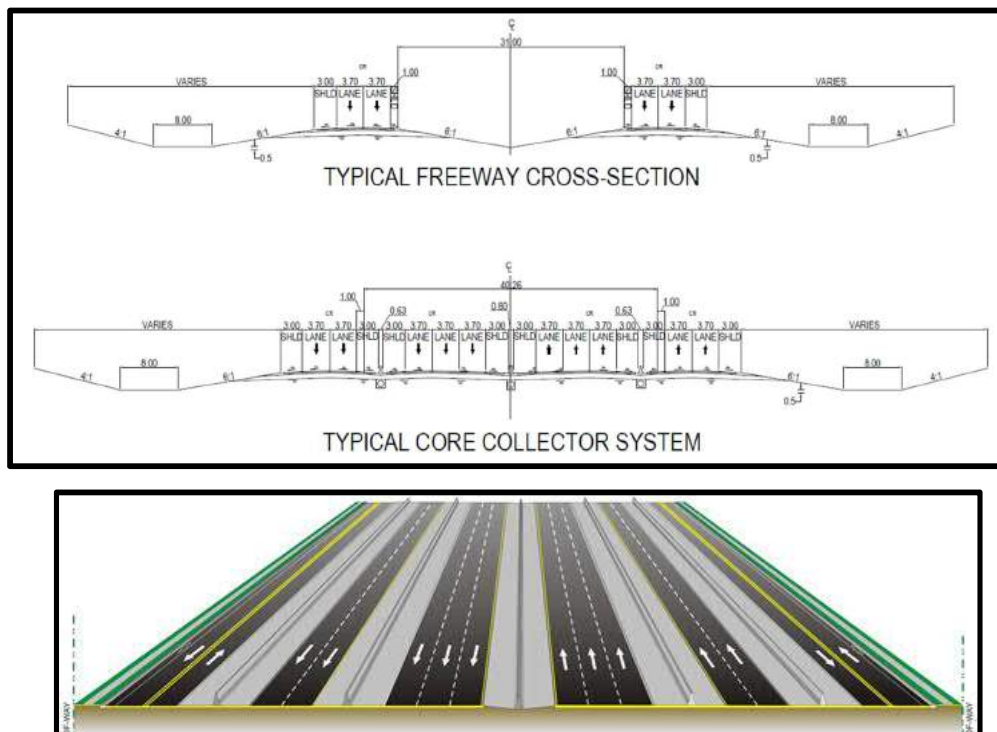 ℄
31.00
CR CR
VARIES 3.00 3.70 3.70 1.00 1.00 3.70 3.70 3.00 VARIES
SHLD LANE LANE LANE LANE SHLD
8.00 8.00
4:1 6:1 6:1 6:1 6:1 4:1
0.5 0.5
TYPICAL FREEWAY CROSS-SECTION
℄
40.26
1.00 0.63 0.80 0.63 1.00
CR CR CR CR
VARIES 3.00 3.70 3.70 3.00 3.00 3.70 3.70 3.70 3.00 3.00 3.70 3.70 3.70 3.00 3.00 3.70 3.70 3.00 VARIES
SHLD LANE LANE SHLD SHLD LANE LANE LANE SHLD SHLD LANE LANE LANE SHLD SHLD LANE LANE SHLD
8.00 8.00
4:1 6:1 6:1 4:1
0.5
TYPICAL CORE COLLECTOR SYSTEM